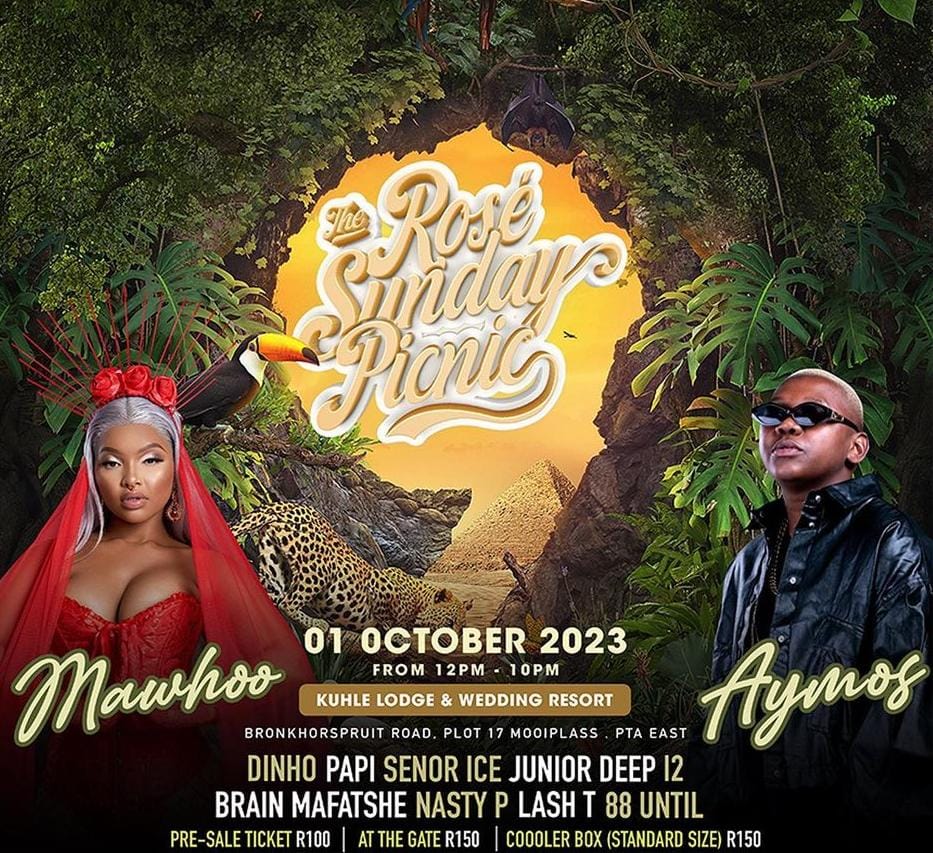 The
Rosé
Sunday
Picnic
01 OCTOBER 2023
FROM 12PM - 10PM
KUHLE LODGE & WEDDING RESORT
Mawhoo
Aymos
BRONKHORSPRUIT ROAD, PLOT 17 MOOIPLASS . PTA EAST
DINHO PAPI SENOR ICE JUNIOR DEEP I2
BRAIN MAFATSHE NASTY P LASH T 88 UNTIL
PRE-SALE TICKET R100 | AT THE GATE R150 | COOOLER BOX (STANDARD SIZE) R150